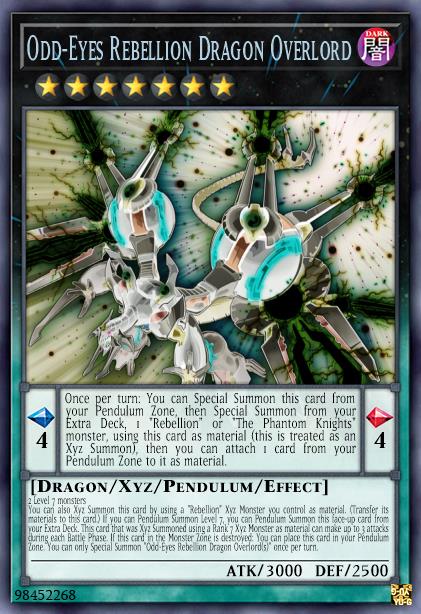 ODD-EYES REBELLION DRAGON OVERLORD
DARK
闇
Once per turn: You can Special Summon this card from
your Pendulum Zone, then Special Summon from your
Extra Deck, 1 "Rebellion" or "The Phantom Knights"
monster, using this card as material (this is treated as an
Xyz Summon), then you can attach 1 card from your
Pendulum Zone to it as material.
4
4
[DRAGON/XYZ/PENDULUM/EFFECT]
2 Level 7 monsters
You can also Xyz Summon this card by using a "Rebellion" Xyz Monster you control as material. (Transfer its
materials to this card.) If you can Pendulum Summon Level 7, you can Pendulum Summon this face-up card from
your Extra Deck. This card that was Xyz Summoned using a Rank 7 Xyz Monster as material can make up to 3 attacks
during each Battle Phase. If this card in the Monster Zone is destroyed: You can place this card in your Pendulum
Zone. You can only Special Summon "Odd-Eyes Rebellion Dragon Overlord(s)" once per turn.
ATK/3000 DEF/2500
98452268